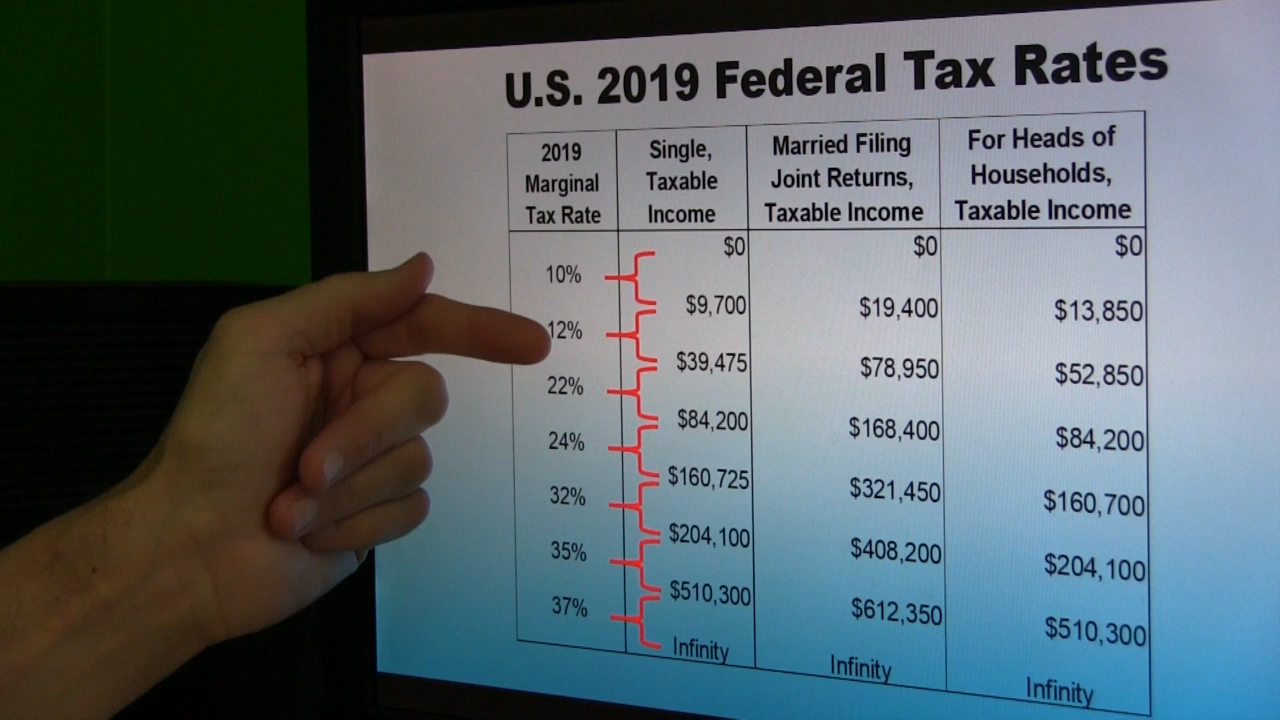 U.S. 2019 Federal Tax Rates
2019 Marginal Tax Rate
Single, Taxable Income
Married Filing Joint Returns, Taxable Income
For Heads of Households, Taxable Income
$0 $0 $0
10%
$9,700 $19,400 $13,850
12%
$39,475 $78,950 $52,850
22%
$84,200 $168,400 $84,200
24%
$160,725 $321,450 $160,700
32%
$204,100 $408,200 $204,100
35%
$510,300 $612,350 $510,300
37%
Infinity Infinity Infinity